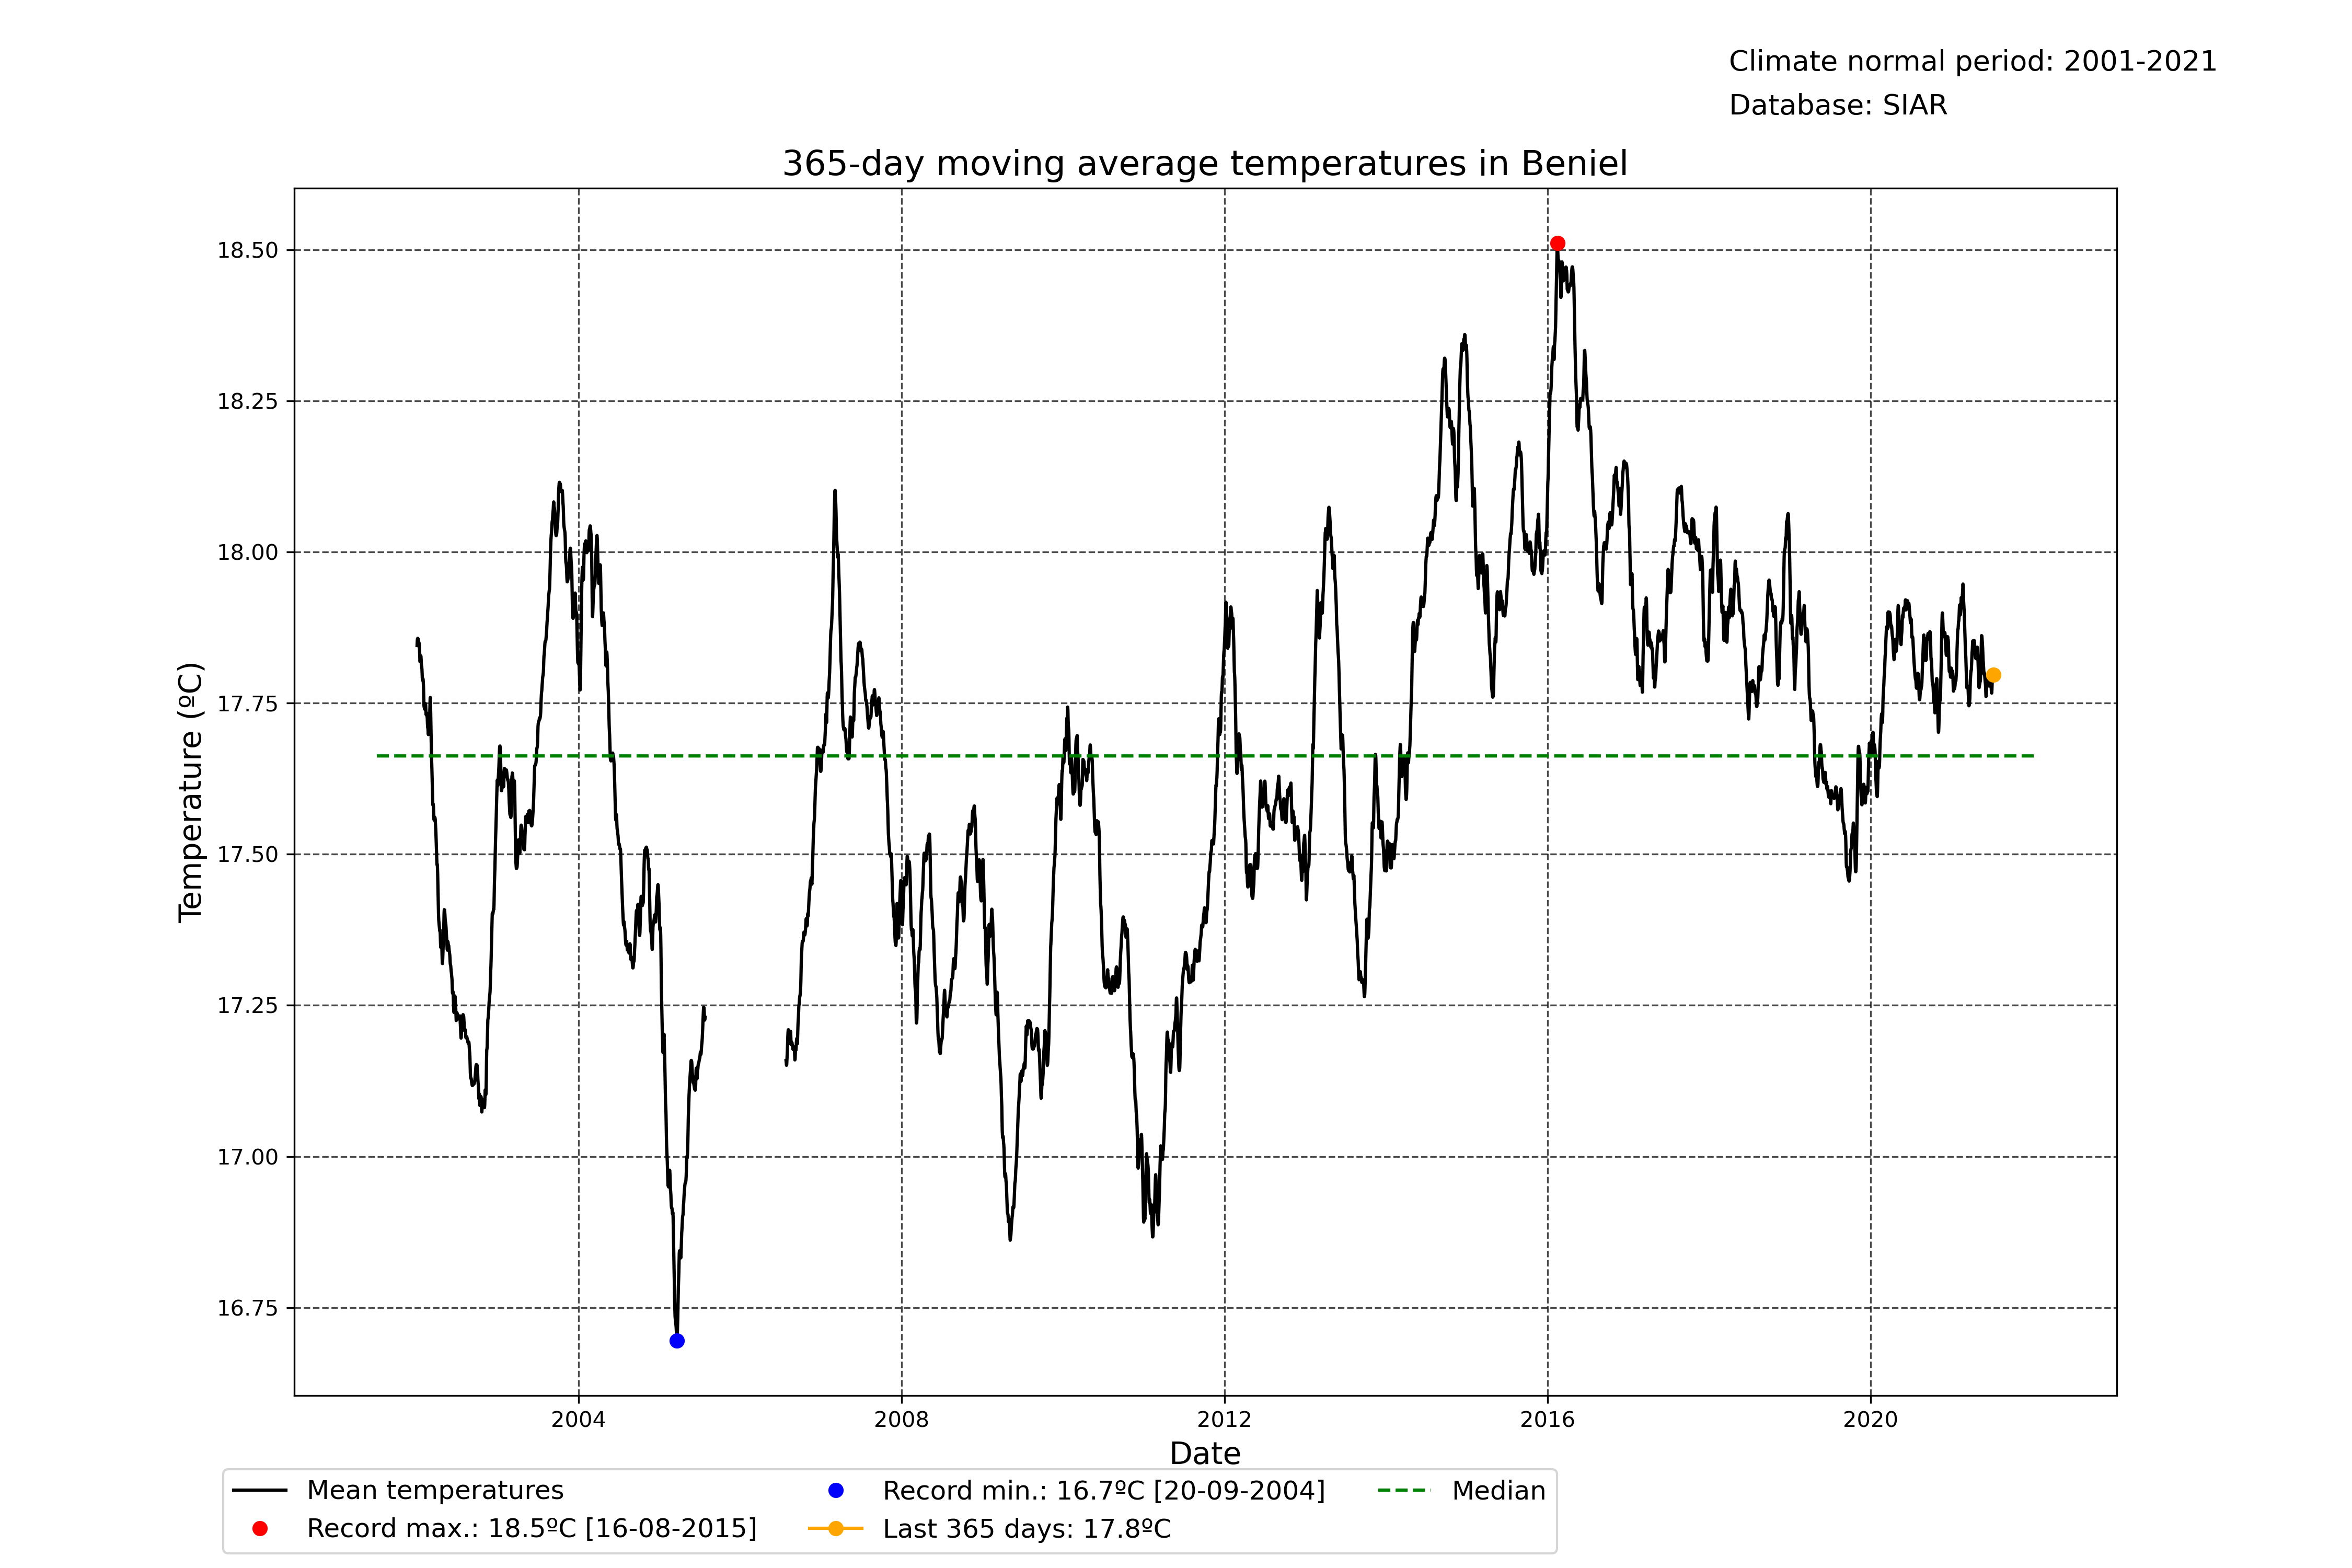 Climate normal period: 2001-2021
Database: SIAR
365-day moving average temperatures in Beniel
Temperature (ºC)
18.50
18.25
18.00
17.75
17.50
17.25
17.00
16.75
2004
2008
2012
2016
2020
Date
Mean temperatures
Record max.: 18.5ºC [16-08-2015]
Record min.: 16.7ºC [20-09-2004]
Last 365 days: 17.8ºC
Median